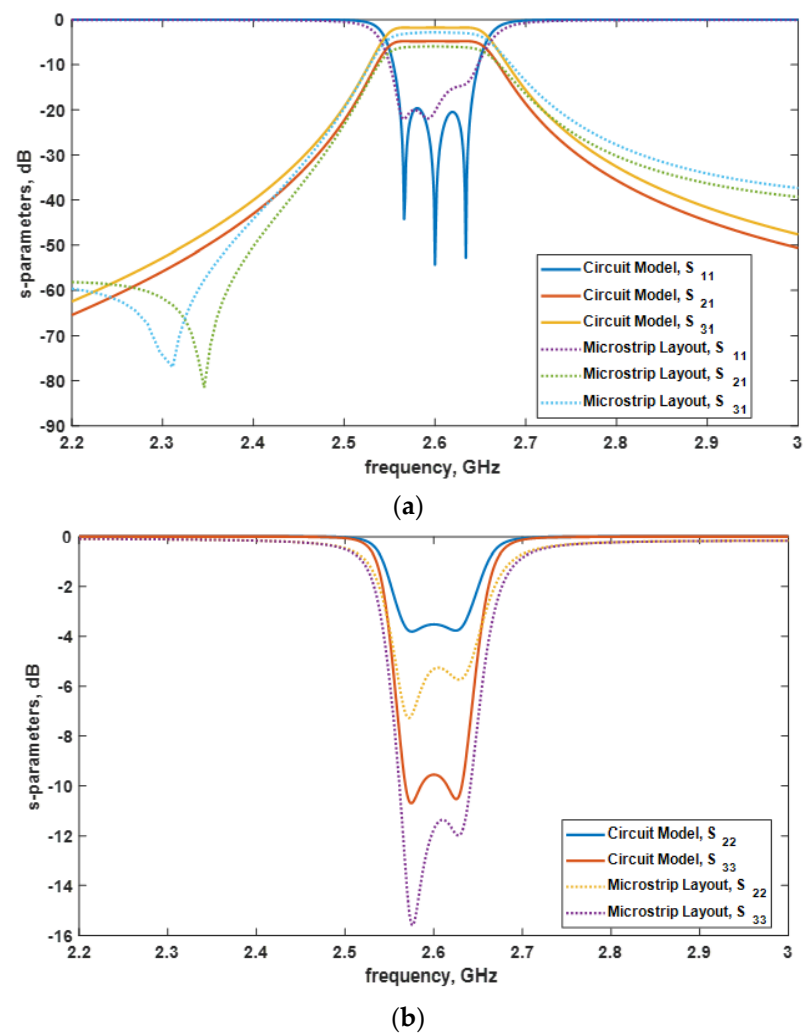 0
-10
-20
-30
-40
-50
-60
-70
-80
-90
s-parameters, dB
Circuit Model, S 11
Circuit Model, S 21
Circuit Model, S 31
Microstrip Layout, S 11
Microstrip Layout, S 21
Microstrip Layout, S 31
2.2 2.3 2.4 2.5 2.6 2.7 2.8 2.9 3
frequency, GHz
(a)
0
-2
-4
-6
-8
-10
-12
-14
-16
s-parameters, dB
Circuit Model, S 22
Circuit Model, S 33
Microstrip Layout, S 22
Microstrip Layout, S 33
2.2 2.3 2.4 2.5 2.6 2.7 2.8 2.9 3
frequency, GHz
(b)